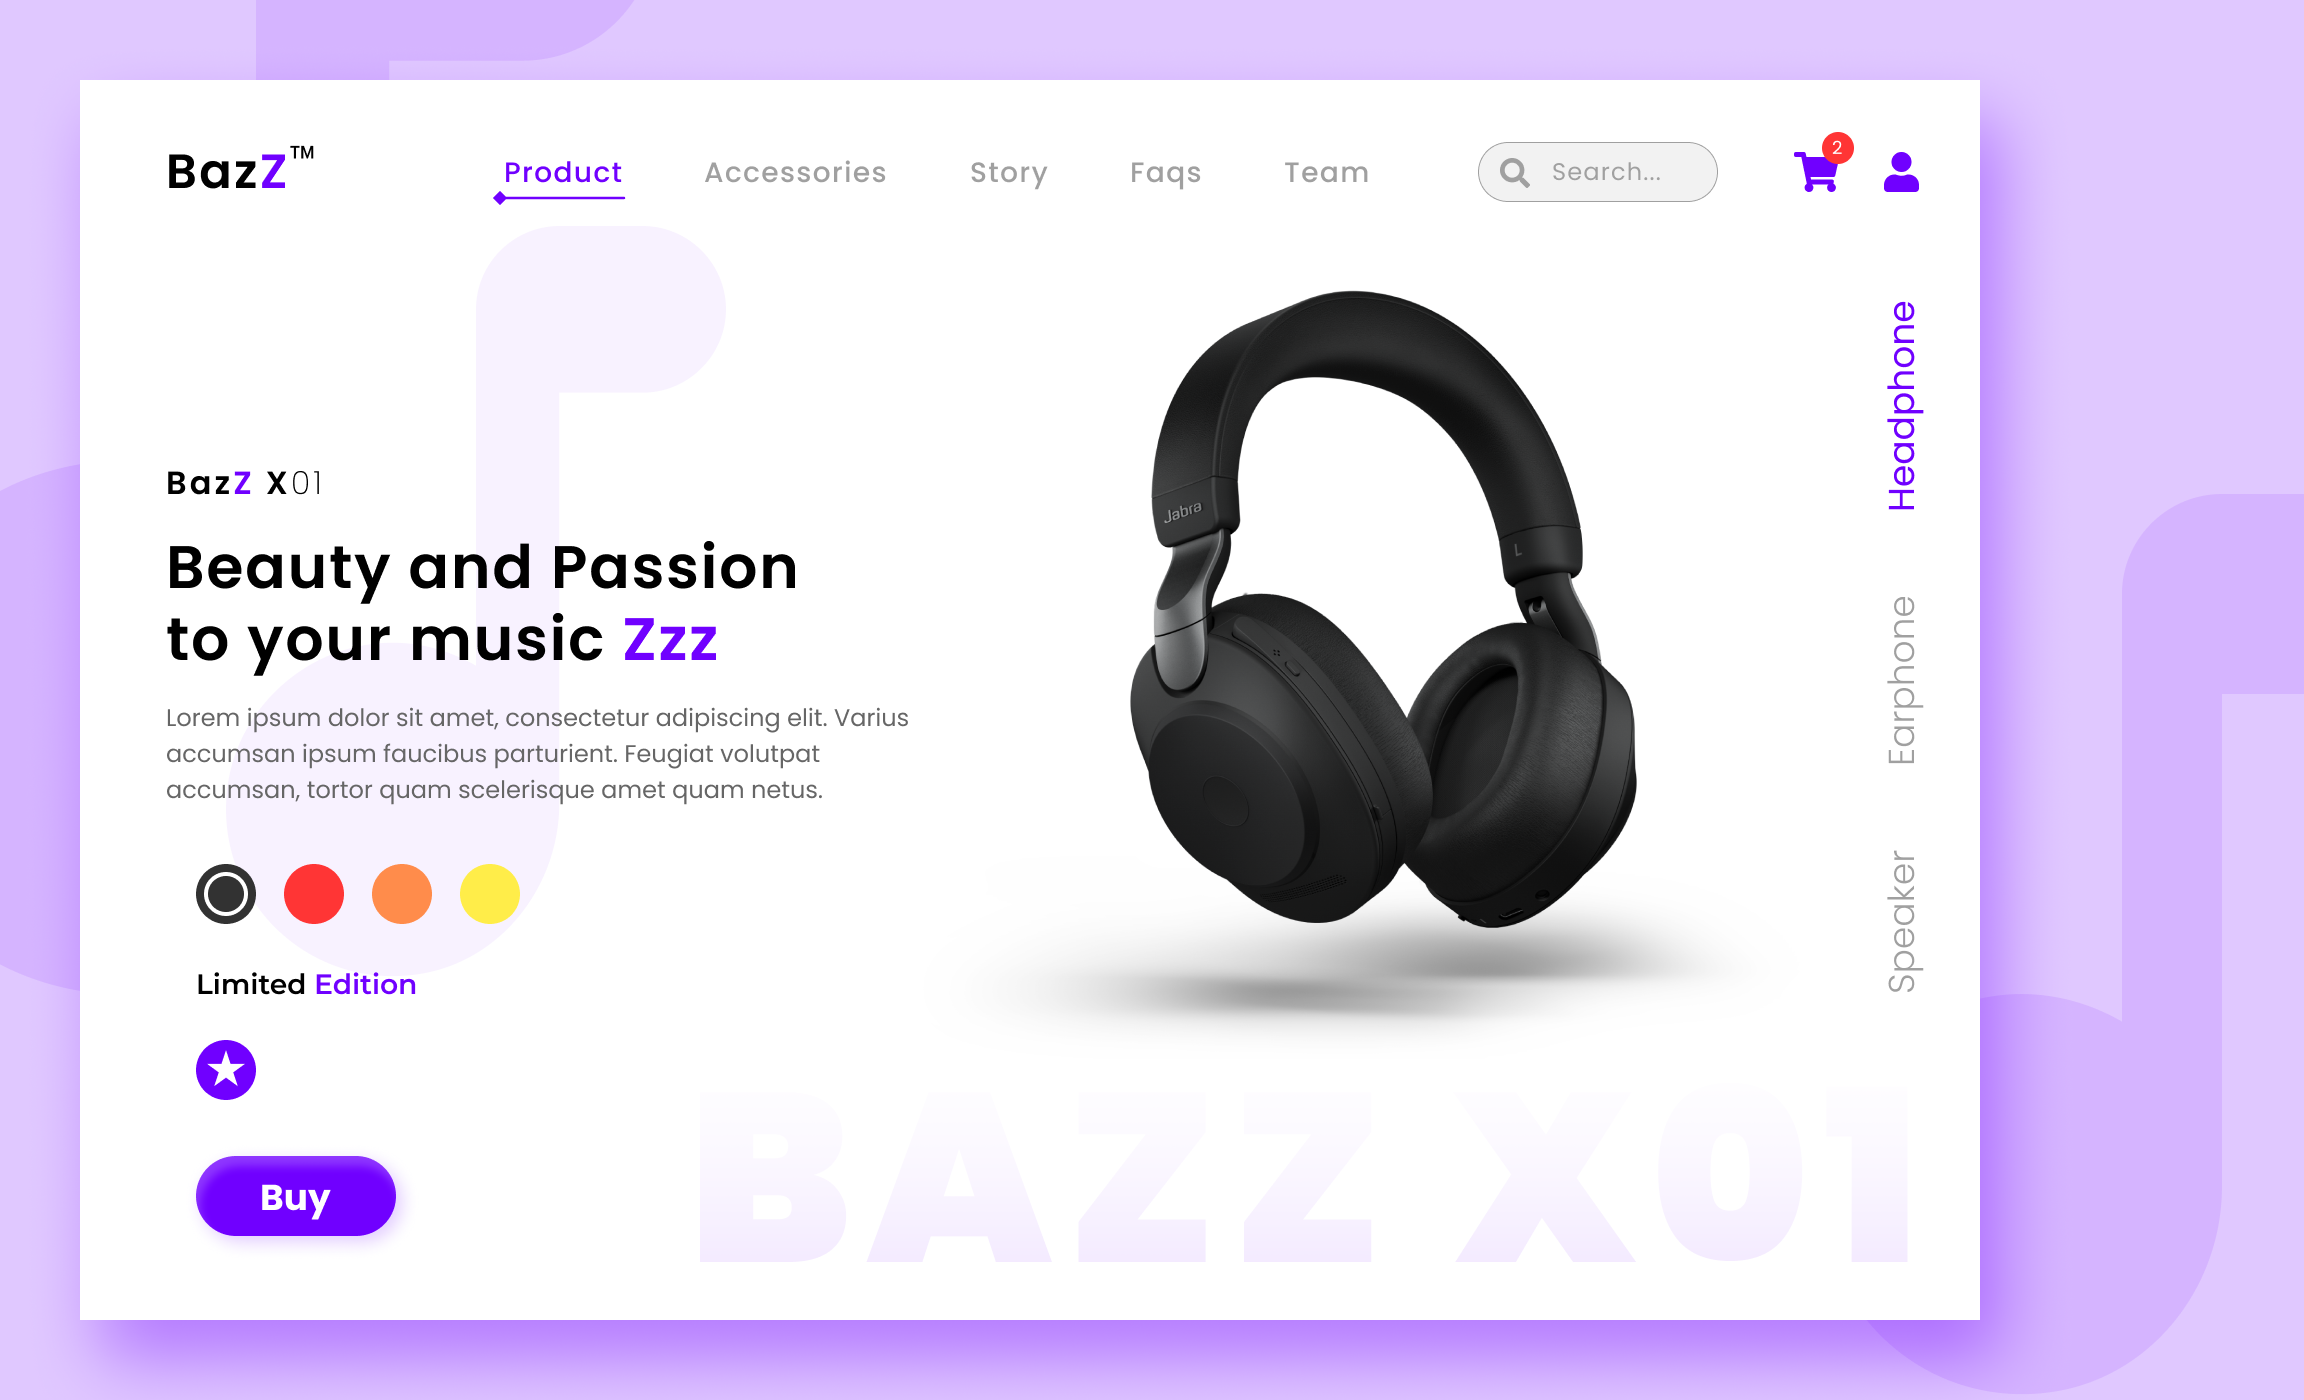 BazZ™
Product
Accessories
Story
Faqs
Team
Search...
2
BazZ X01
Beauty and Passion
to your music Zzz
Lorem ipsum dolor sit amet, consectetur adipiscing elit. Varius
accumsan ipsum faucibus parturient. Feugiat volutpat
accumsan, tortor quam scelerisque amet quam netus.
Limited Edition
Buy
Jabra
L
Headphone
Earphone
Speaker
BAZZ X01